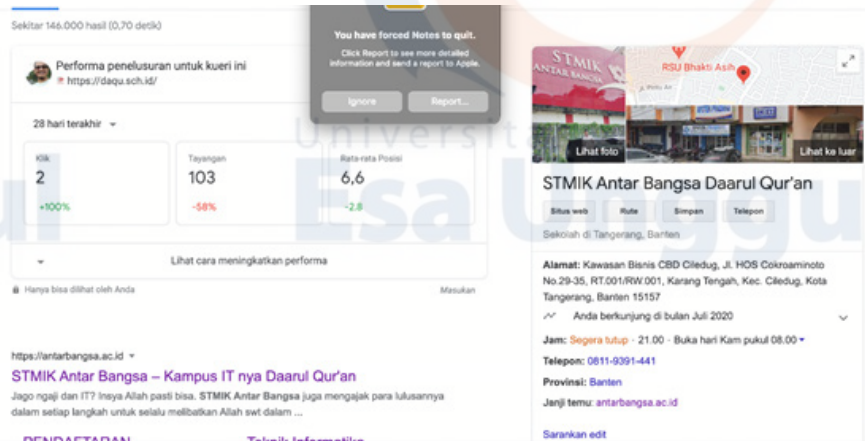 Sekitar 146.000 hasil (0,70 detik)
You have forced Notes to quit.
Click Report to see more detailed
information and send a report to Apple.
Ignore
Report...
Performa penelusuran untuk kueri ini
https://daqu.sch.id/
28 hari terakhir
Klik
2
+100%
Tayangan
103
-58%
Rata-rata Posisi
6,6
-2.8
Lihat cara meningkatkan performa
Hanya bisa dilihat oleh Anda
Masukan
https://antarbangsa.ac.id
STMIK Antar Bangsa – Kampus IT nya Daarul Qur'an
Jago ngaji dan IT? Insya Allah pasti bisa. STMIK Antar Bangsa juga mengajak para lulusannya
dalam setiap langkah untuk selalu melibatkan Allah swt dalam ...
PENDAFTARAN
Teknik Informatika
STMIK
ANTAR BANGSA
RSU Bhakti Asih
Lihat foto
Lihat ke luar
STMIK Antar Bangsa Daarul Qur'an
Situs web
Rute
Simpan
Telepon
Sekolah di Tangerang, Banten
Alamat: Kawasan Bisnis CBD Ciledug, Jl. HOS Cokroaminoto
No.29-35, RT.001/RW.001, Karang Tengah, Kec. Ciledug, Kota
Tangerang, Banten 15157
Anda berkunjung di bulan Juli 2020
Jam: Segera tutup · 21.00 · Buka hari Kam pukul 08.00
Telepon: 0811-9391-441
Provinsi: Banten
Janji temu: antarbangsa.ac.id
Sarankan edit
Esa Unggul